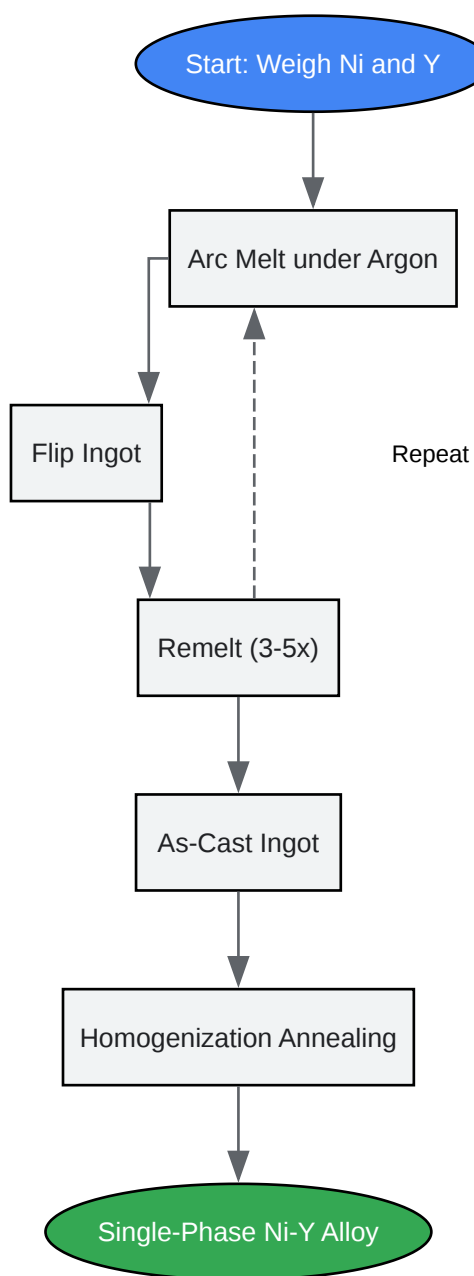 Start: Weigh Ni and Y
Arc Melt under Argon
Flip Ingot
Repeat
Remelt (3-5x)
As-Cast Ingot
Homogenization Annealing
Single-Phase Ni-Y Alloy